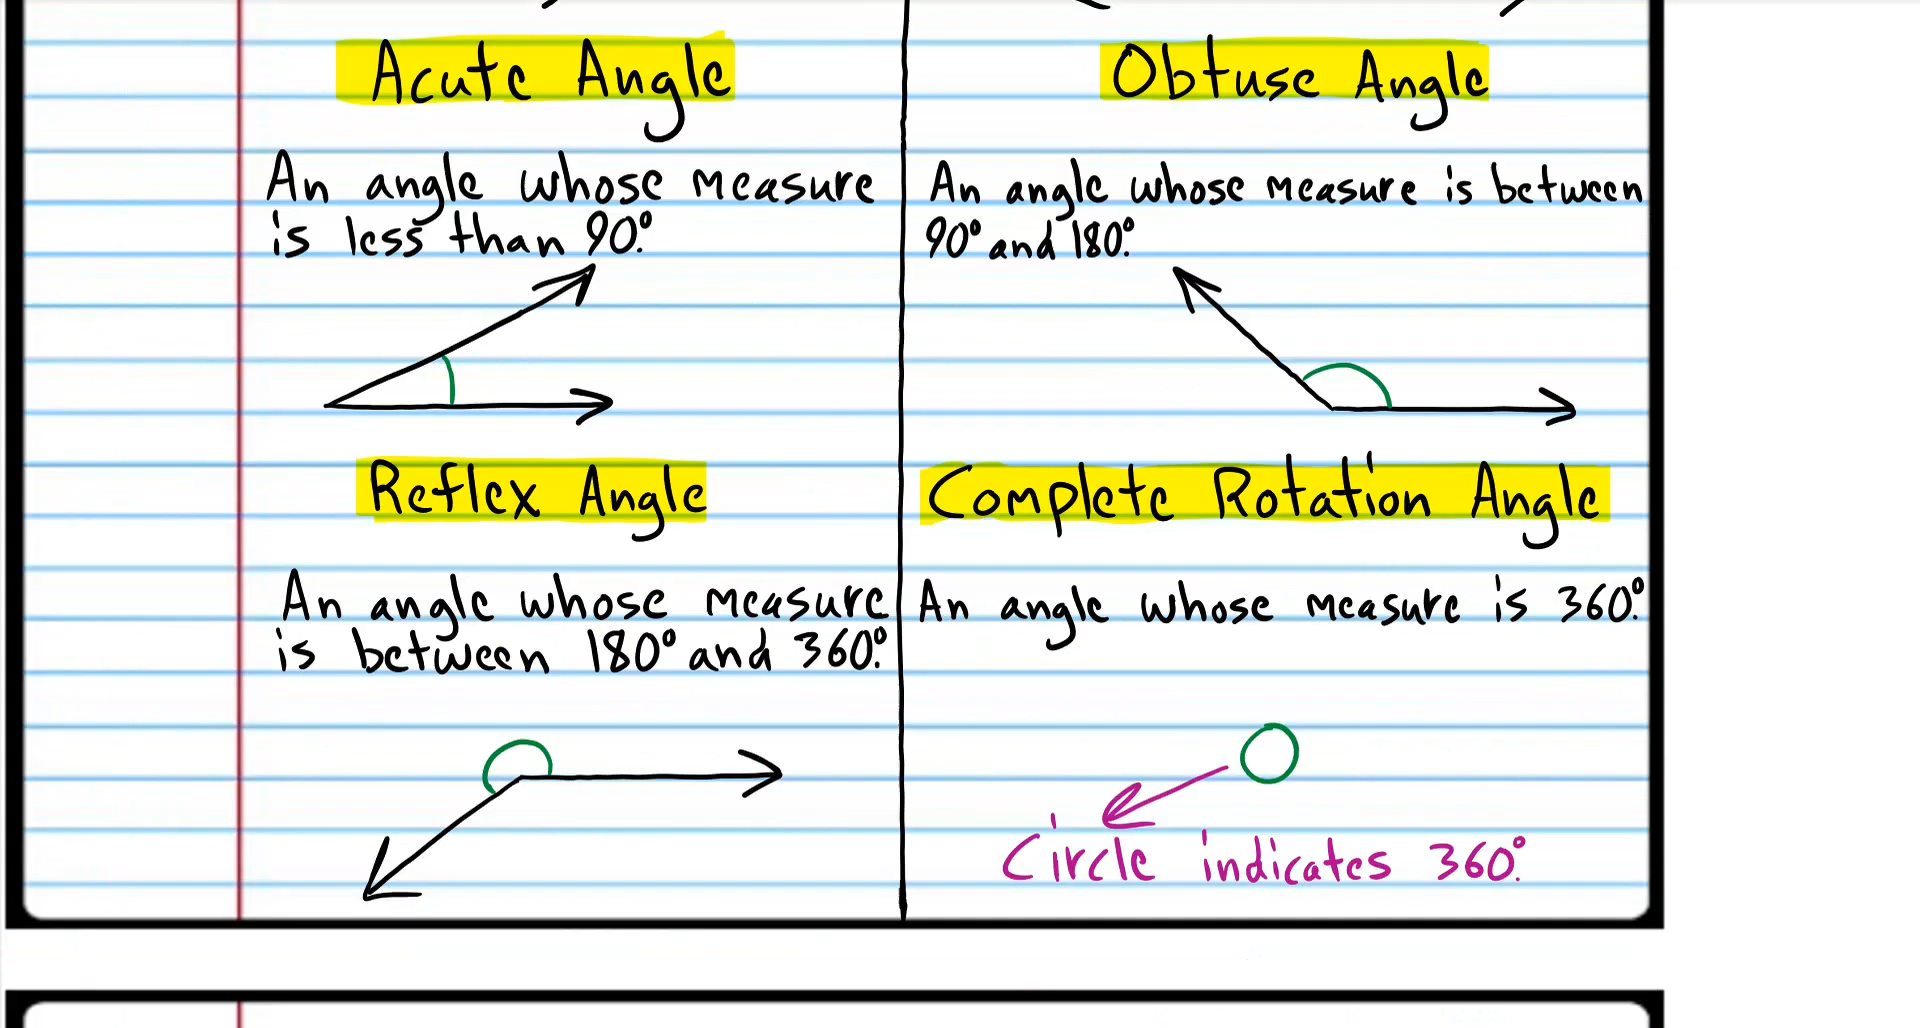 Acute Angle
An angle whose measure
is less than 90°.
Obtuse Angle
An angle whose measure is between
90° and 180°.
Reflex Angle
An angle whose measure
is between 180° and 360°.
Complete Rotation Angle
An angle whose measure is 360°.
Circle indicates 360°.